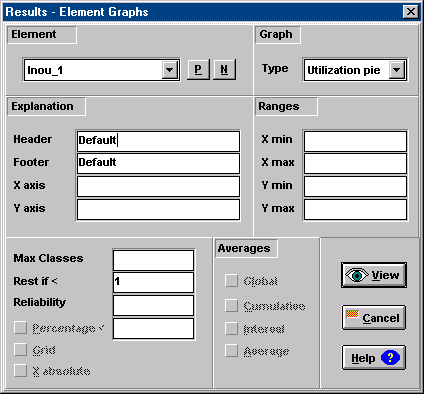 Results - Element Graphs
Element
Graph
Inou_1
P
N
Type
Utilization pie
Explanation
Ranges
Header
Default
X min
Footer
Default
X max
X axis
Y min
Y axis
Y max
Max Classes
Averages
Rest if <
1
Global
View
Reliability
Cumulative
Percentage <
Interval
Cancel
Grid
Average
Help ?
X absolute